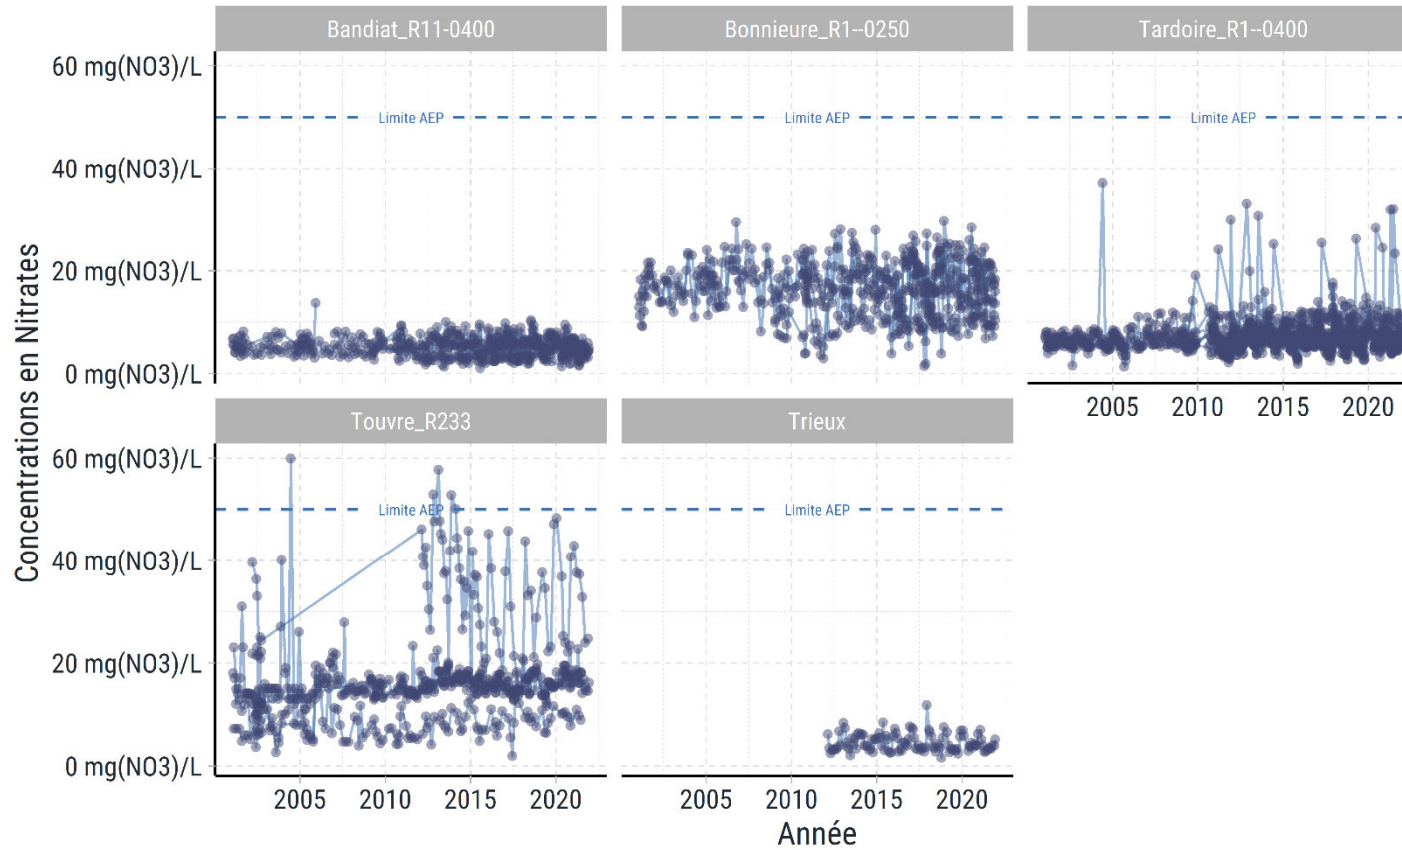 Bandiat_R11-0400
Bonnieure_R1--0250
Tardoire_R1--0400
Concentrations en Nitrates
60 mg(NO3)/L
40 mg(NO3)/L
20 mg(NO3)/L
0 mg(NO3)/L
Limite AEP
Limite AEP
Limite AEP
2005 2010 2015 2020
Touvre_R233
Trieux
60 mg(NO3)/L
40 mg(NO3)/L
20 mg(NO3)/L
0 mg(NO3)/L
Limite AEP
Limite AEP
2005 2010 2015 2020
2005 2010 2015 2020
Année